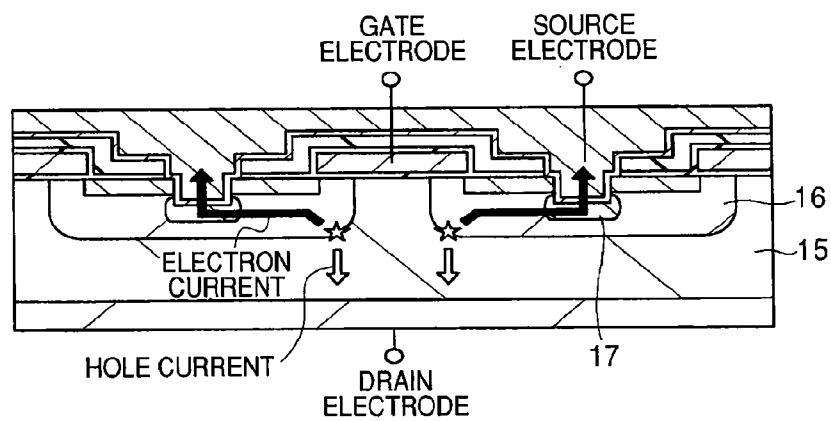 GATE
ELECTRODE
SOURCE
ELECTRODE
16
15
ELECTRON
CURRENT
17
HOLE CURRENT
DRAIN
ELECTRODE